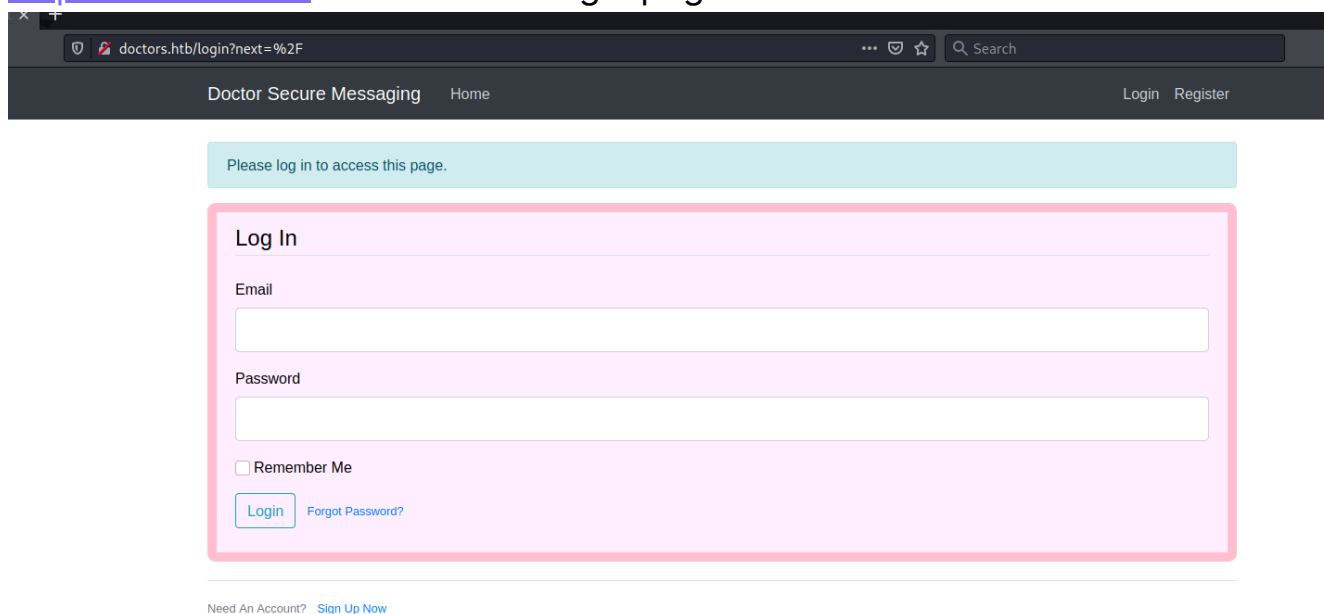 doctors.htb/login?next=%2F
Search
Doctor Secure Messaging Home Login Register
Please log in to access this page.
Log In
Email
Password
Remember Me
Login Forgot Password?
Need An Account? Sign Up Now